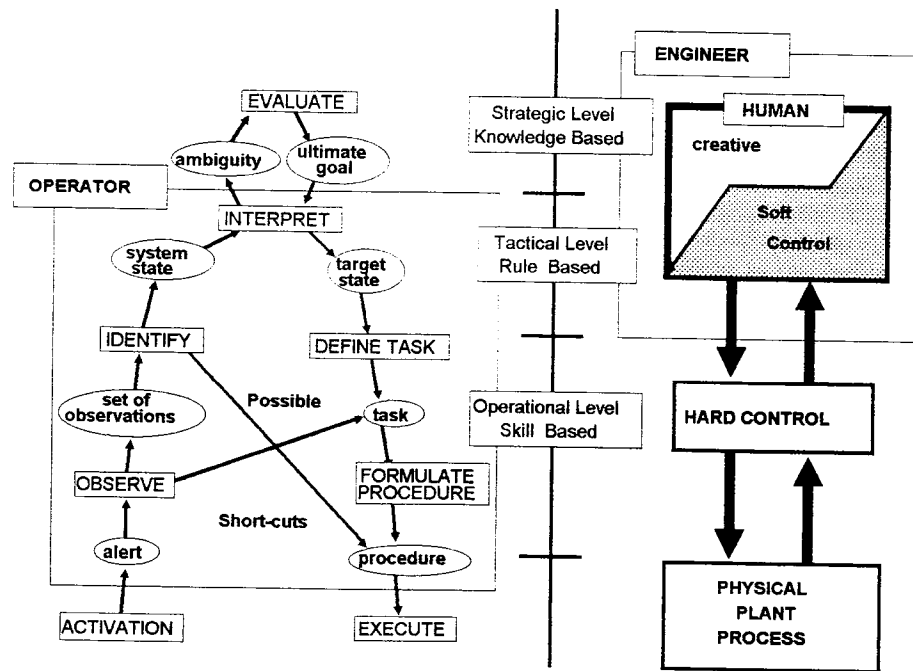 ENGINEER
EVALUATE
Strategic Level
Knowledge Based
HUMAN
creative
ambiguity
ultimate
goal
OPERATOR
INTERPRET
Soft
Control
system
state
target
state
Tactical Level
Rule Based
IDENTIFY
DEFINE TASK
set of
observations
Possible
task
Operational Level
Skill Based
HARD CONTROL
OBSERVE
FORMULATE
PROCEDURE
Short-cuts
alert
procedure
PHYSICAL
PLANT
PROCESS
ACTIVATION
EXECUTE